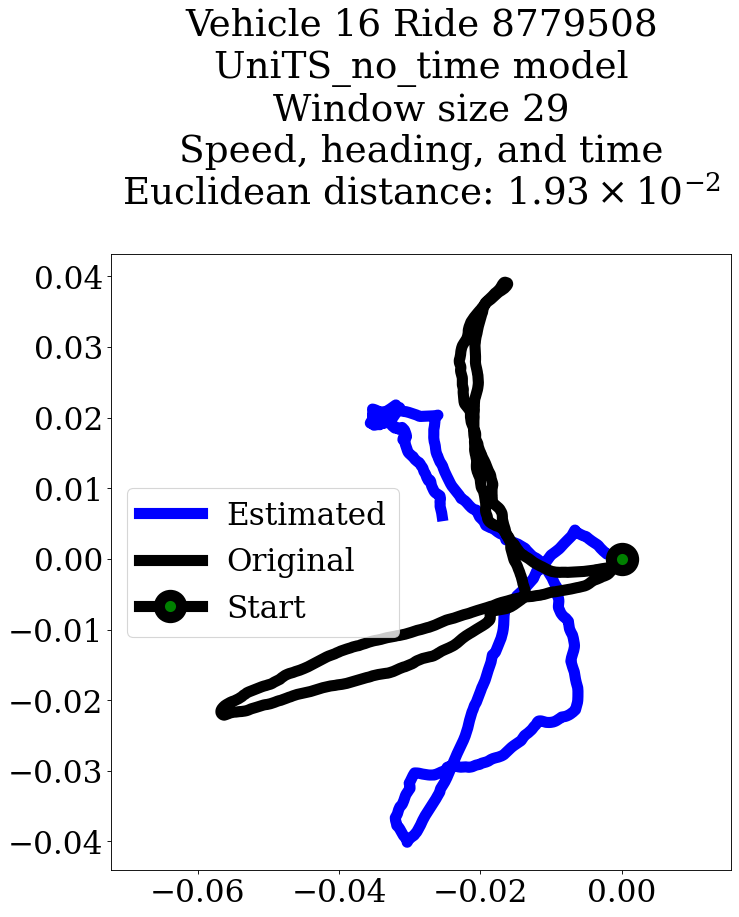 Vehicle 16 Ride 8779508
UniTS_no_time model
Window size 29
Speed, heading, and time
Euclidean distance: 1.93 × 10⁻²
0.04
0.03
0.02
0.01
0.00
−0.01
−0.02
−0.03
−0.04
Estimated
Original
Start
−0.06 −0.04 −0.02 0.00